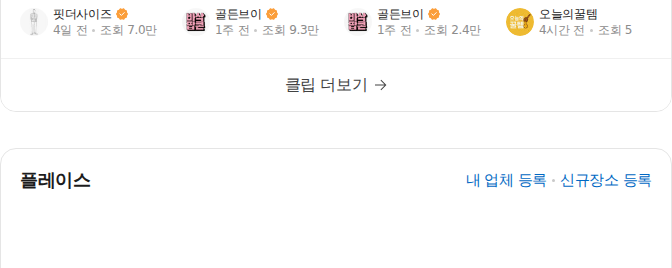 핏더사이즈
4일 전 · 조회 7.0만
골든브이
1주 전 · 조회 9.3만
골든브이
1주 전 · 조회 2.4만
오늘의꿀템
4시간 전 · 조회 5
클립 더보기 →
플레이스
내 업체 등록 · 신규장소 등록